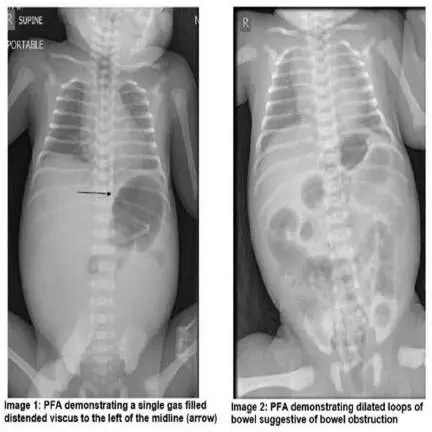 R SUPINE
PORTABLE
R
Image 1: PFA demonstrating a single gas filled
distended viscus to the left of the midline (arrow)
Image 2: PFA demonstrating dilated loops of
bowel suggestive of bowel obstruction